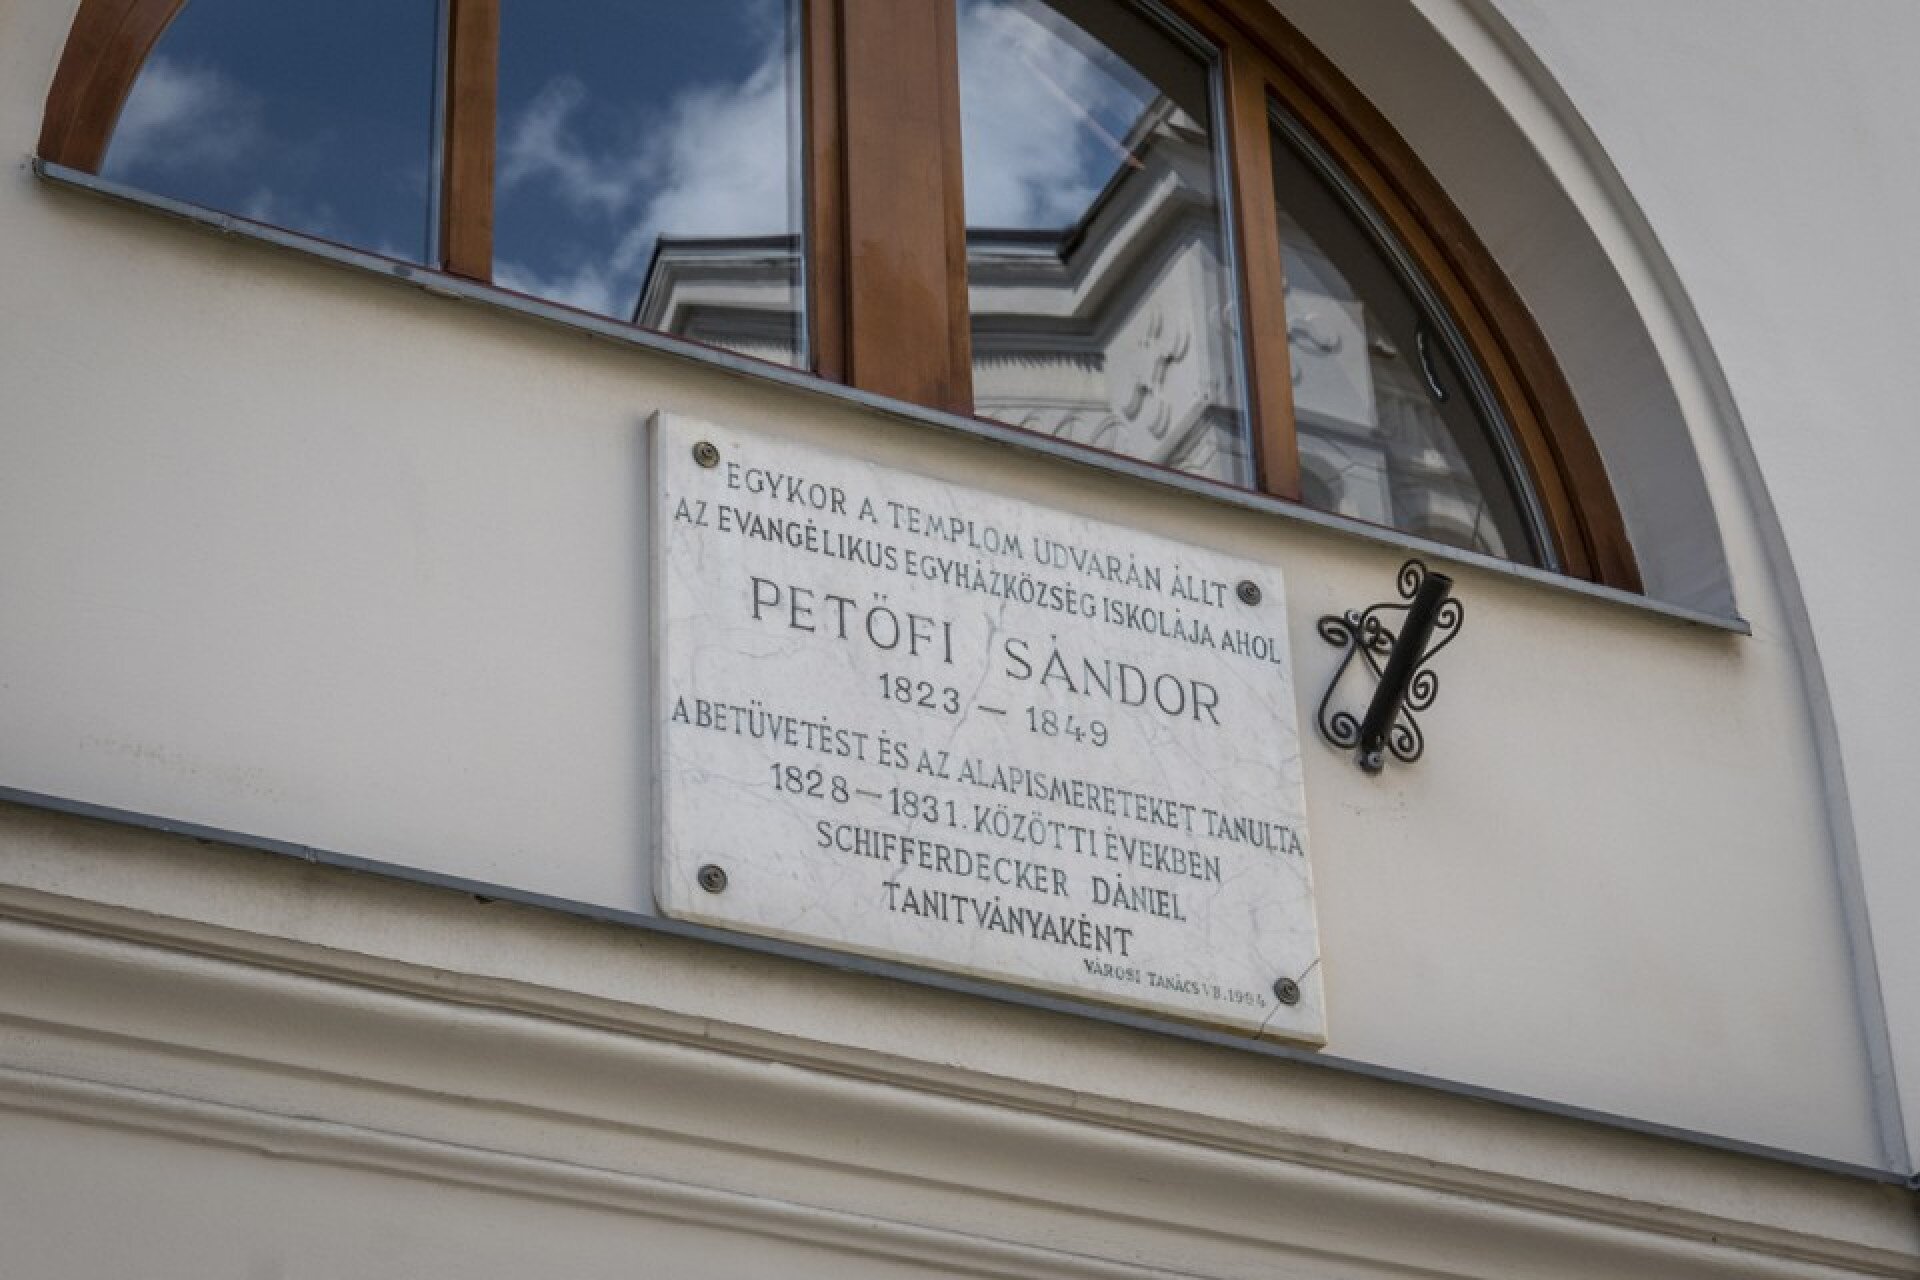 EGYKOR A TEMPLOM UDVARÁN ÁLLT
AZ EVANGÉLIKUS EGYHÁZKÖZSÉG ISKOLÁJA AHOL
PETŐFI SÁNDOR
1823 – 1849
A BETŰVETÉST ÉS AZ ALAPISMERETEKET TANULTA
1828 – 1831. KÖZÖTTI ÉVEKBEN
SCHIFFERDECKER DÁNIEL
TANITVÁNYAKÉNT
VÁROSI TANÁCS V.B. 1994